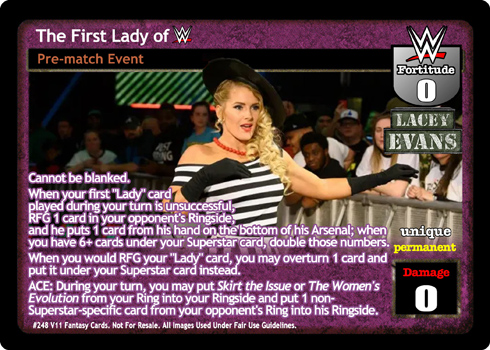 The First Lady of W
Pre-match Event
W
Fortitude
0
LACEY
EVANS
Cannot be blanked.
When your first "Lady" card
played during your turn is unsuccessful,
RFG 1 card in your opponent's Ringside,
and he puts 1 card from his hand on the bottom of his Arsenal; when
you have 6+ cards under your Superstar card, double those numbers.
When you would RFG your "Lady" card, you may overturn 1 card and
put it under your Superstar card instead.
ACE: During your turn, you may put Skirt the Issue or The Women's
Evolution from your Ring into your Ringside and put 1 non-
Superstar-specific card from your opponent's Ring into his Ringside.
unique
permanent
Damage
0
#248 V11 Fantasy Cards. Not For Resale. All Images Used Under Fair Use Guidelines.